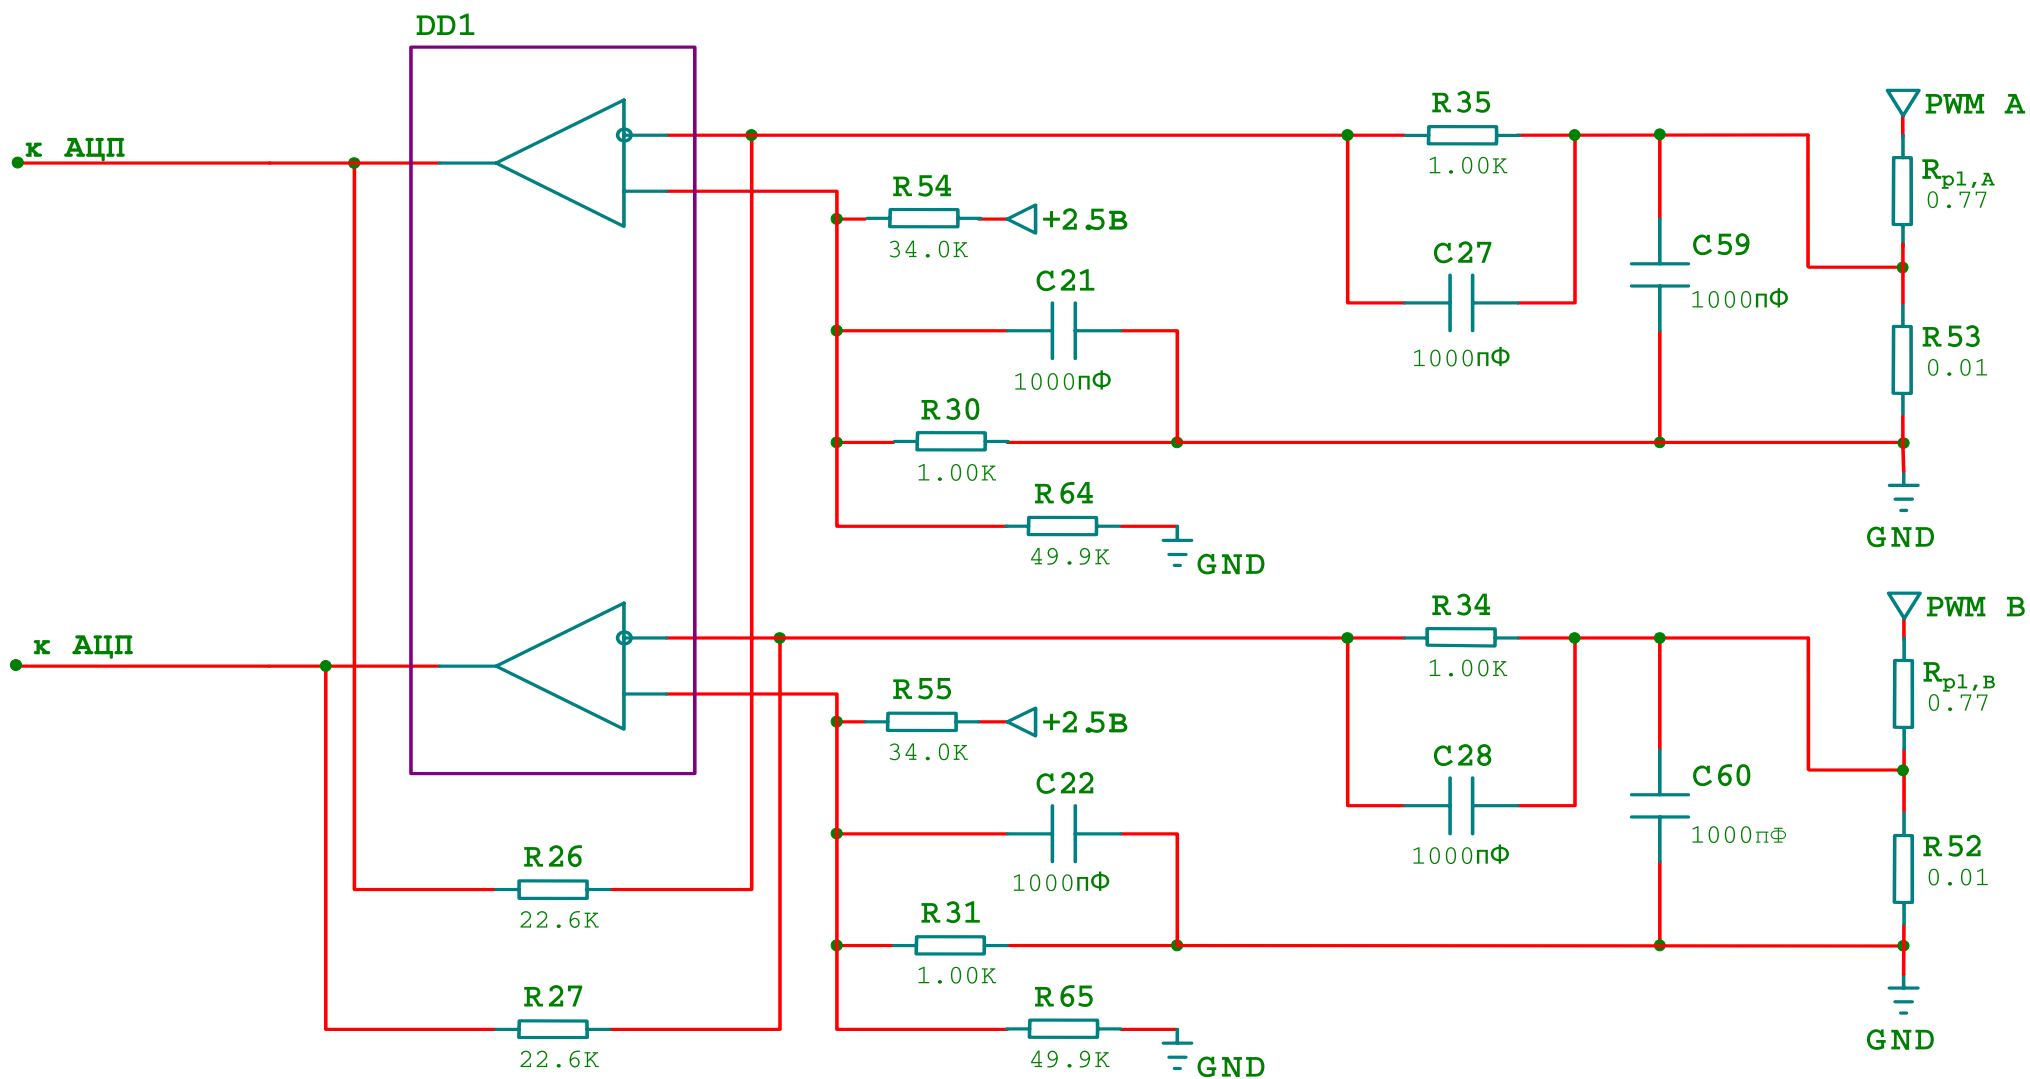 DD1
к АЦП
R35
1.00K
PWM A
Rpl,A
0.77
R54
34.0K
+2.5В
C21
1000пФ
C27
1000пФ
C59
1000пФ
R53
0.01
R30
1.00K
R64
49.9K
GND
GND
к АЦП
R34
1.00K
PWM B
Rpl,B
0.77
R55
34.0K
+2.5В
C22
1000пФ
C28
1000пФ
C60
1000пФ
R52
0.01
R26
22.6K
R31
1.00K
R27
22.6K
R65
49.9K
GND
GND